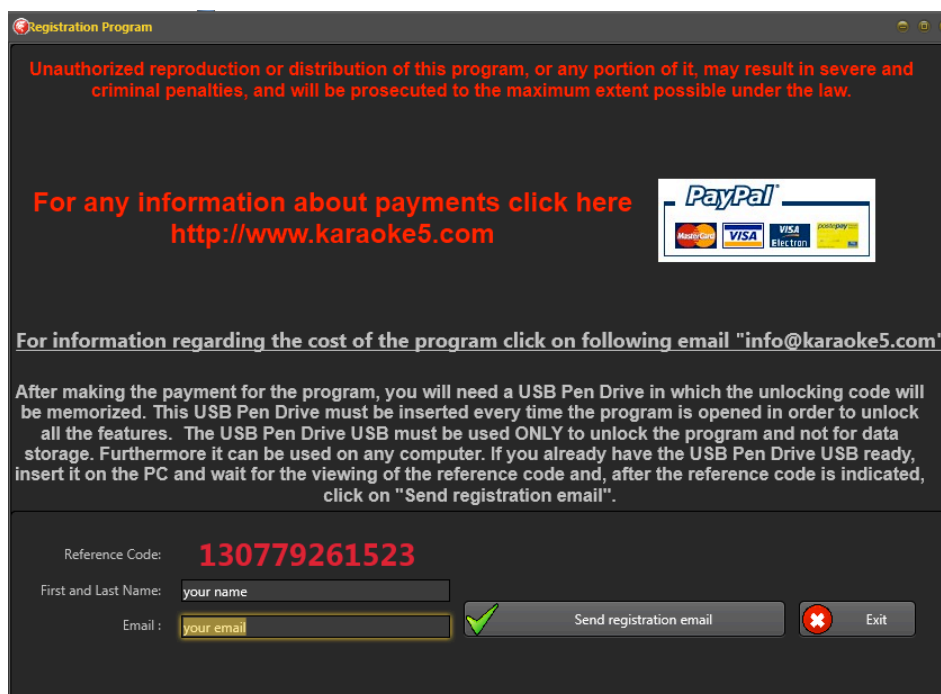 Registration Program
Unauthorized reproduction or distribution of this program, or any portion of it, may result in severe and
criminal penalties, and will be prosecuted to the maximum extent possible under the law.
For any information about payments click here
http://www.karaoke5.com
PayPal
MasterCard VISA VISA Electron postepay
For information regarding the cost of the program click on following email "info@karaoke5.com"
After making the payment for the program, you will need a USB Pen Drive in which the unlocking code will
be memorized. This USB Pen Drive must be inserted every time the program is opened in order to unlock
all the features. The USB Pen Drive USB must be used ONLY to unlock the program and not for data
storage. Furthermore it can be used on any computer. If you already have the USB Pen Drive USB ready,
insert it on the PC and wait for the viewing of the reference code and, after the reference code is indicated,
click on "Send registration email".
Reference Code: 130779261523
First and Last Name: your name
Email : your email
Send registration email
Exit